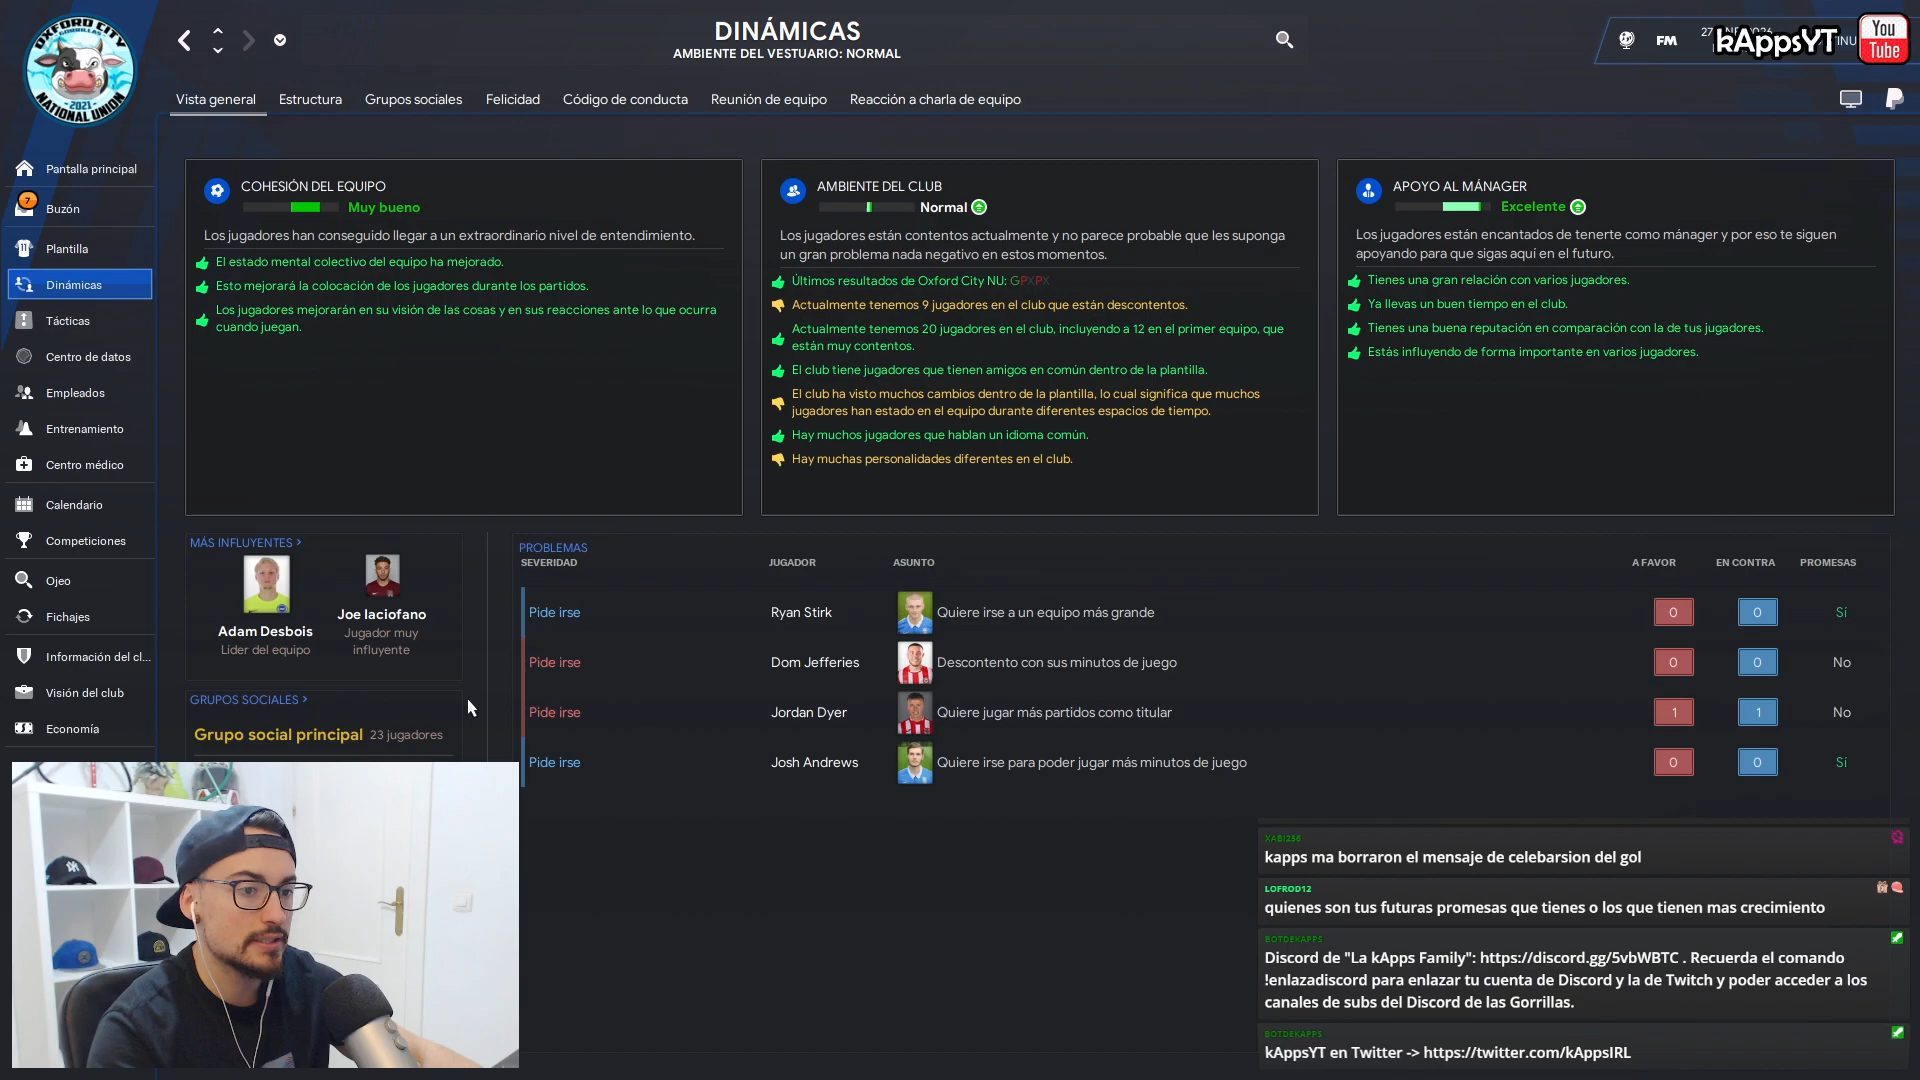 OXFORD CITY
GORRILLAS
-2021-
NATIONAL UNION
DINÁMICAS
AMBIENTE DEL VESTUARIO: NORMAL
FM
kAppsYT
You
Tube
Vista general
Estructura
Grupos sociales
Felicidad
Código de conducta
Reunión de equipo
Reacción a charla de equipo
Pantalla principal
7
Buzón
Plantilla
Dinámicas
Tácticas
Centro de datos
Empleados
Entrenamiento
Centro médico
Calendario
Competiciones
Ojeo
Fichajes
Información del cl...
Visión del club
Economía
COHESIÓN DEL EQUIPO
Muy bueno
Los jugadores han conseguido llegar a un extraordinario nivel de entendimiento.
El estado mental colectivo del equipo ha mejorado.
Esto mejorará la colocación de los jugadores durante los partidos.
Los jugadores mejorarán en su visión de las cosas y en sus reacciones ante lo que ocurra
cuando juegan.
AMBIENTE DEL CLUB
Normal
Los jugadores están contentos actualmente y no parece probable que les suponga
un gran problema nada negativo en estos momentos.
Últimos resultados de Oxford City NU: GPXPX
Actualmente tenemos 9 jugadores en el club que están descontentos.
Actualmente tenemos 20 jugadores en el club, incluyendo a 12 en el primer equipo, que
están muy contentos.
El club tiene jugadores que tienen amigos en común dentro de la plantilla.
El club ha visto muchos cambios dentro de la plantilla, lo cual significa que muchos
jugadores han estado en el equipo durante diferentes espacios de tiempo.
Hay muchos jugadores que hablan un idioma común.
Hay muchas personalidades diferentes en el club.
APOYO AL MÁNAGER
Excelente
Los jugadores están encantados de tenerte como mánager y por eso te siguen
apoyando para que sigas aquí en el futuro.
Tienes una gran relación con varios jugadores.
Ya llevas un buen tiempo en el club.
Tienes una buena reputación en comparación con la de tus jugadores.
Estás influyendo de forma importante en varios jugadores.
MÁS INFLUYENTES >
Adam Desbois
Líder del equipo
Joe Iaciofano
Jugador muy
influyente
GRUPOS SOCIALES >
Grupo social principal 23 jugadores
PROBLEMAS
SEVERIDAD JUGADOR ASUNTO A FAVOR EN CONTRA PROMESAS
Pide irse Ryan Stirk Quiere irse a un equipo más grande 0 0 Sí
Pide irse Dom Jefferies Descontento con sus minutos de juego 0 0 No
Pide irse Jordan Dyer Quiere jugar más partidos como titular 1 1 No
Pide irse Josh Andrews Quiere irse para poder jugar más minutos de juego 0 0 Sí
XABI256
kapps ma borraron el mensaje de celebarsion del gol
LOFROD12
quienes son tus futuras promesas que tienes o los que tienen mas crecimiento
BOTDEKAPPS
Discord de "La kApps Family": https://discord.gg/5vbWBTC . Recuerda el comando
!enlazadiscord para enlazar tu cuenta de Discord y la de Twitch y poder acceder a los
canales de subs del Discord de las Gorrillas.
BOTDEKAPPS
kAppsYT en Twitter -> https://twitter.com/kAppsIRL